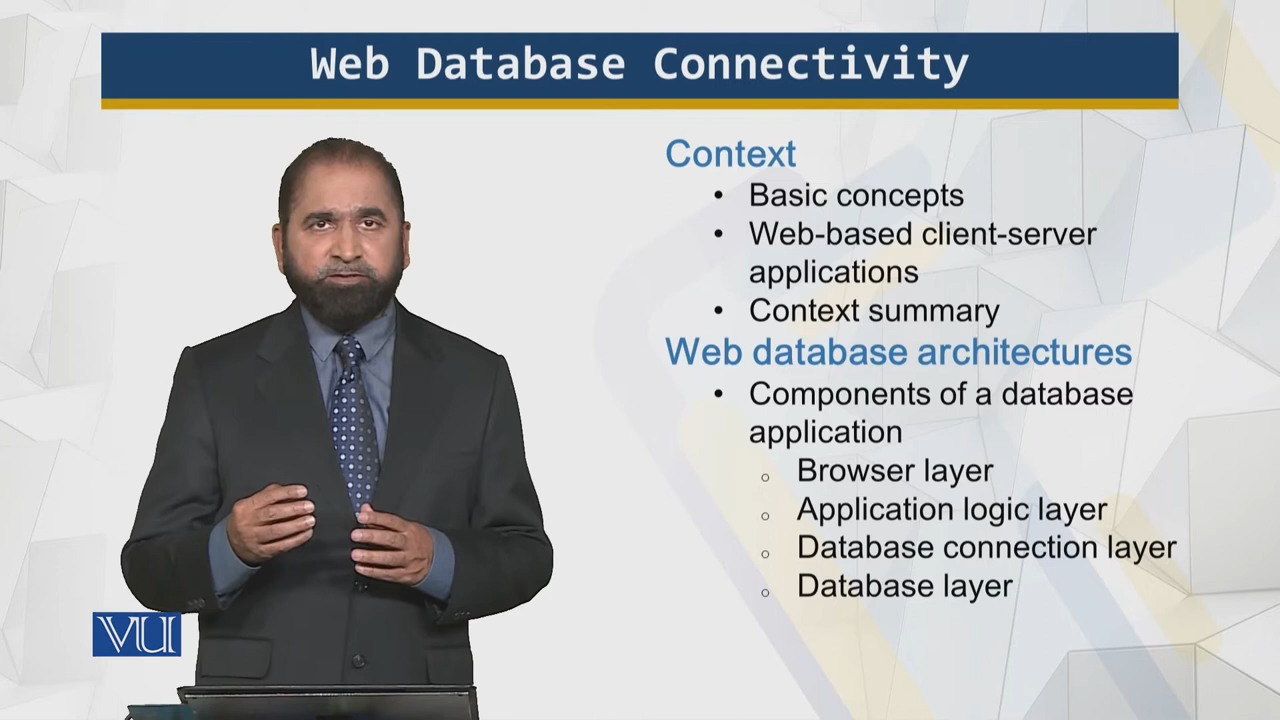 Web Database Connectivity
Context
• Basic concepts
• Web-based client-server
applications
• Context summary
Web database architectures
• Components of a database
application
○ Browser layer
○ Application logic layer
○ Database connection layer
○ Database layer
VU